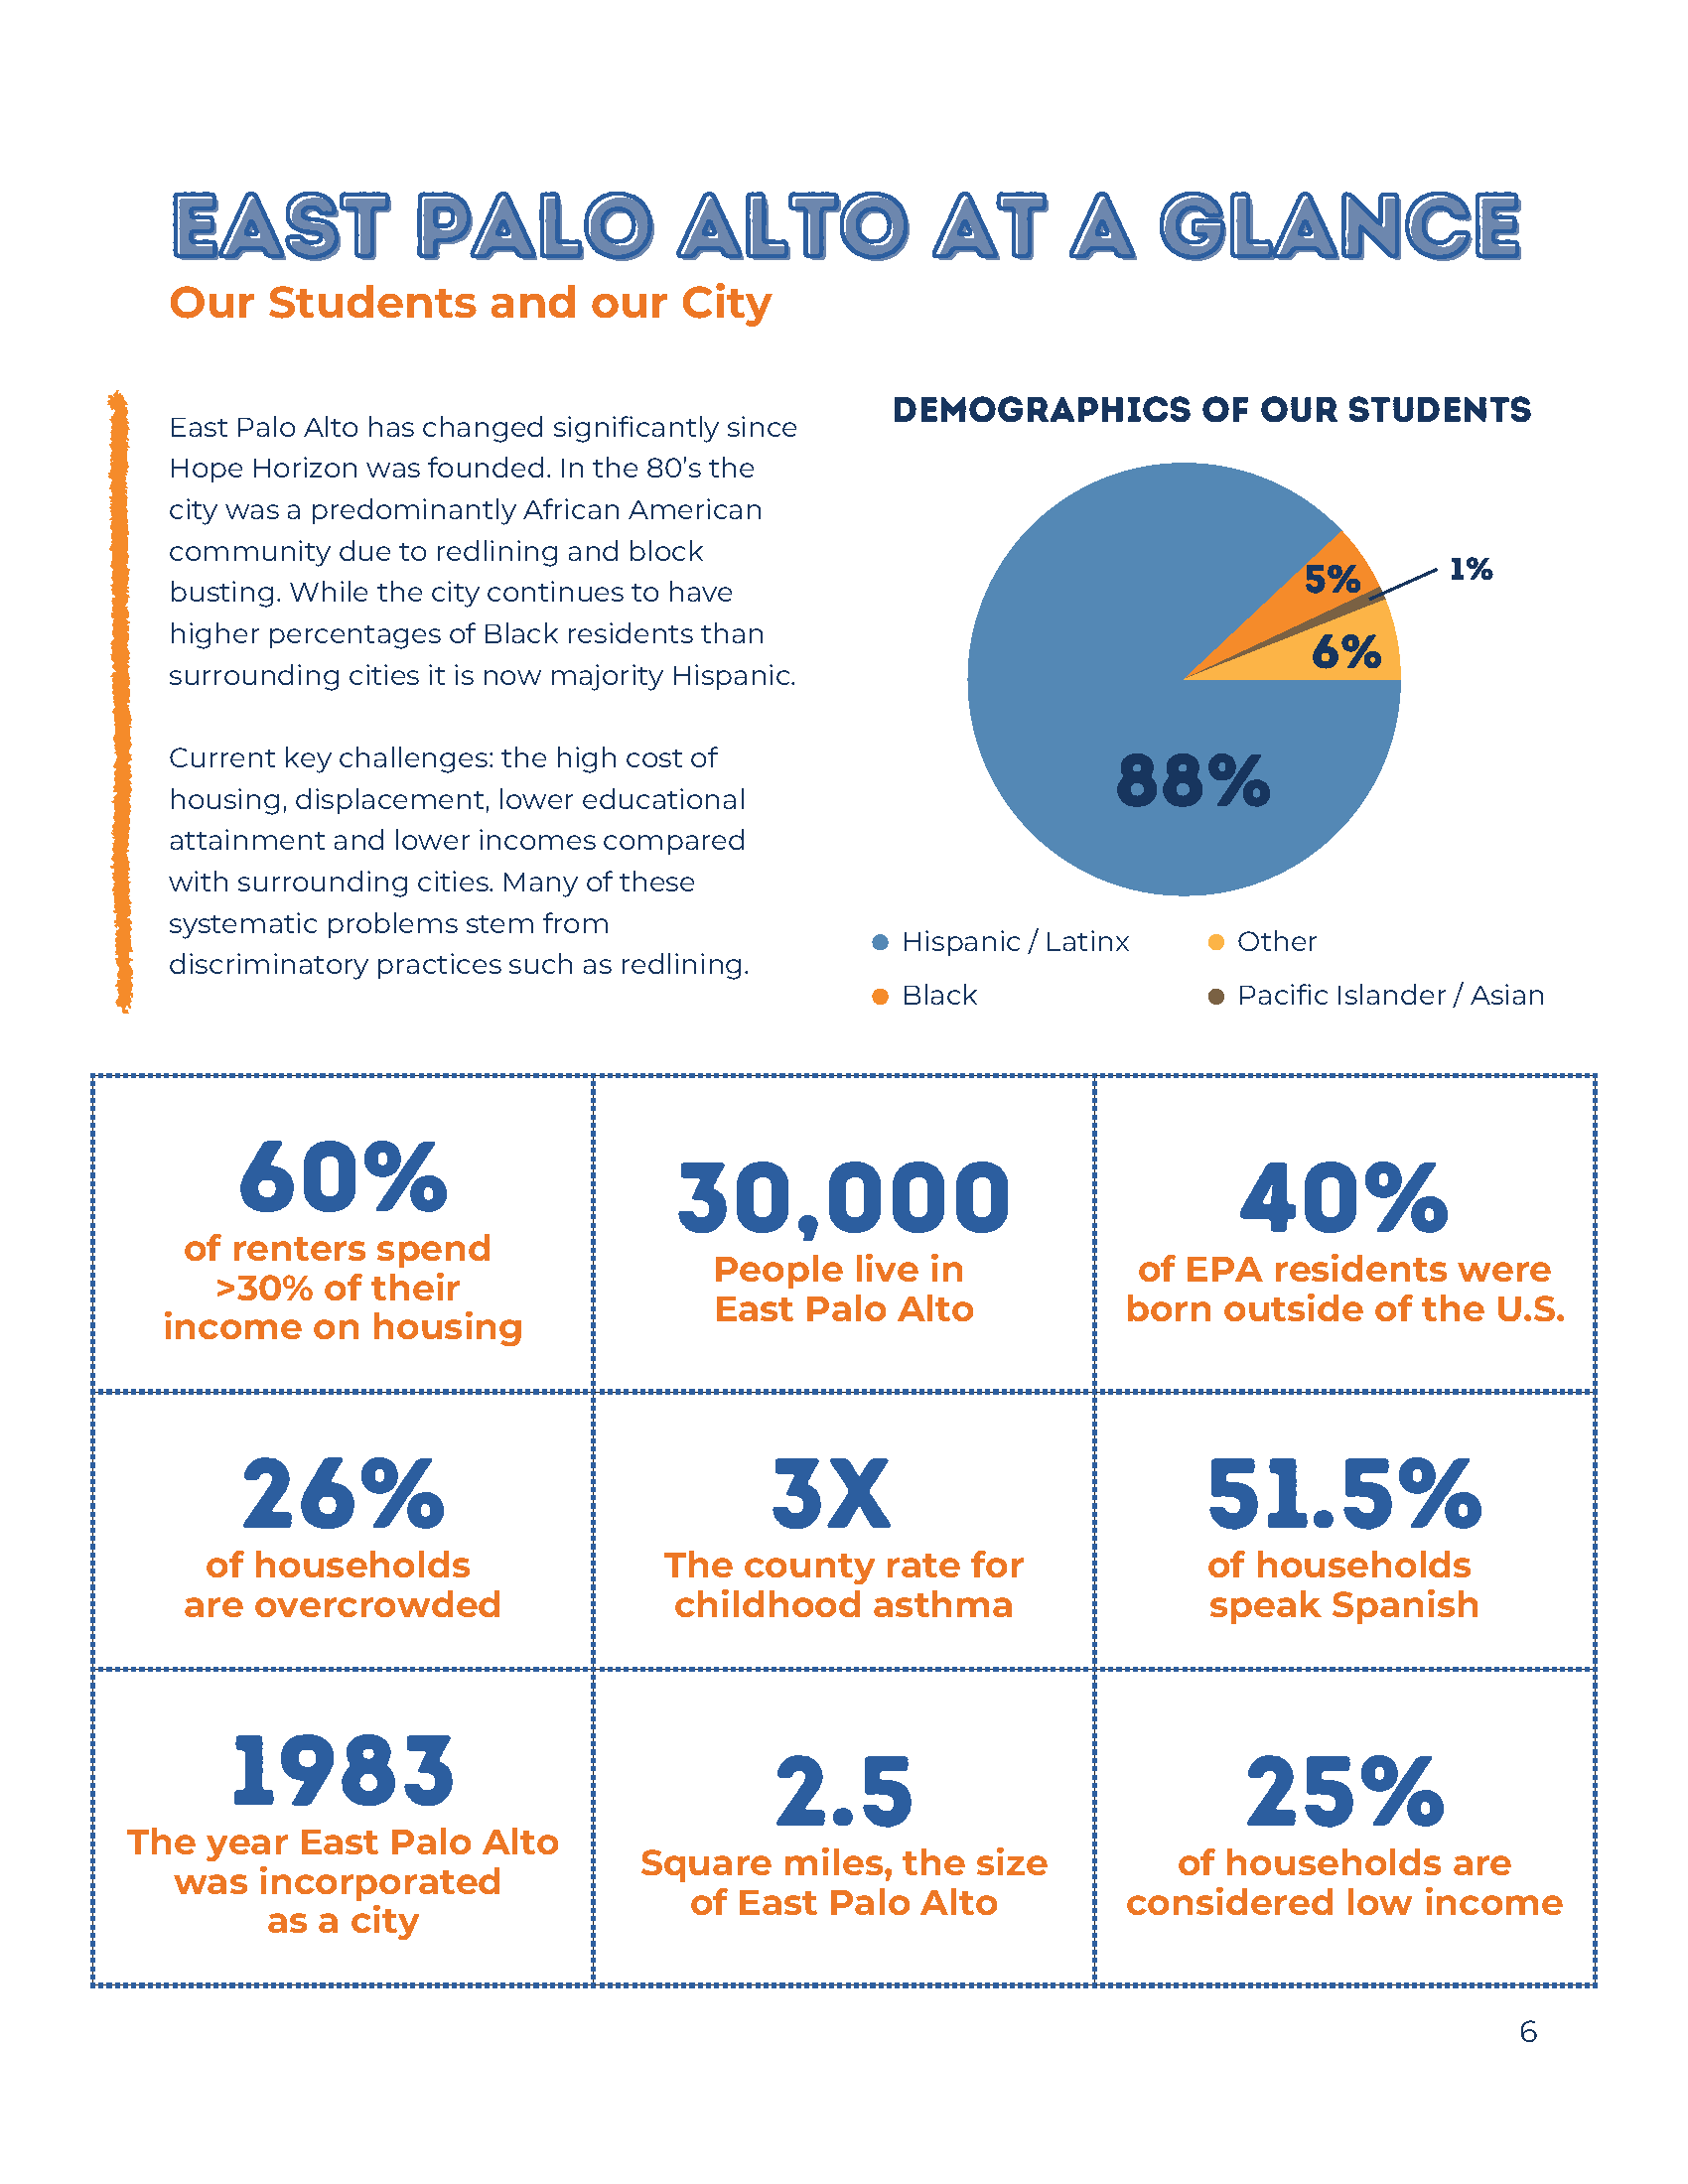 EAST PALO ALTO AT A GLANCE
Our Students and our City
East Palo Alto has changed significantly since
Hope Horizon was founded. In the 80's the
city was a predominantly African American
community due to redlining and block
busting. While the city continues to have
higher percentages of Black residents than
surrounding cities it is now majority Hispanic.
Current key challenges: the high cost of
housing, displacement, lower educational
attainment and lower incomes compared
with surrounding cities. Many of these
systematic problems stem from
discriminatory practices such as redlining.
DEMOGRAPHICS OF OUR STUDENTS
5%
1%
6%
88%
Hispanic / Latinx
Other
Black
Pacific Islander / Asian
60%
of renters spend
>30% of their
income on housing
30,000
People live in
East Palo Alto
40%
of EPA residents were
born outside of the U.S.
26%
of households
are overcrowded
3X
The county rate for
childhood asthma
51.5%
of households
speak Spanish
1983
The year East Palo Alto
was incorporated
as a city
2.5
Square miles, the size
of East Palo Alto
25%
of households are
considered low income
6